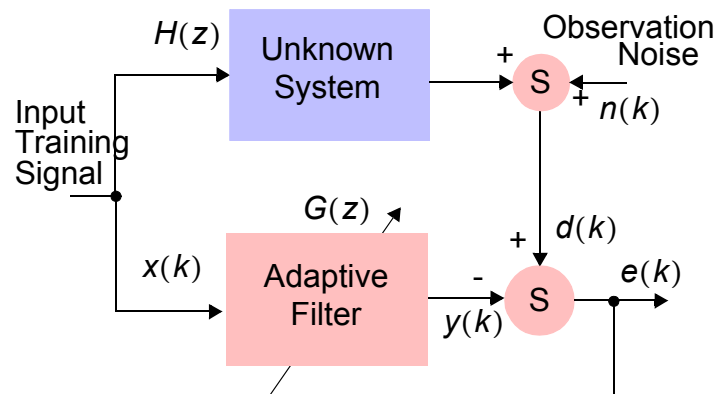 H(z)
Unknown
System
+
Observation
Noise
S
+
n(k)
Input
Training
Signal
G(z)
x(k)
Adaptive
Filter
+
d(k)
-
y(k)
S
e(k)